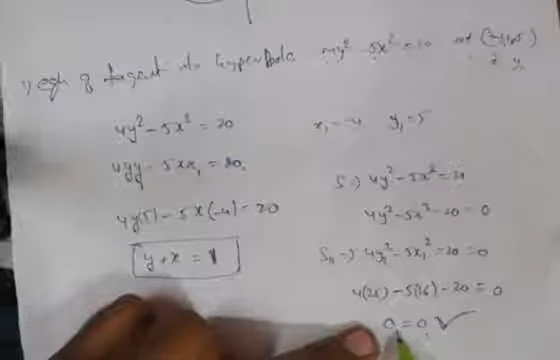 eqn of tangent to hyperbola 4y² - 5x² = 20 at (-4,5)
x₁ y₁
4y² - 5x² = 20
4yy₁ - 5xx₁ = 20
4y(5) - 5x(-4) = 20
y + x = 1
x₁ = -4, y₁ = 5
S => 4y² - 5x² = 20
4y² - 5x² - 20 = 0
S₁₁ => 4y₁² - 5x₁² - 20 = 0
4(25) - 5(16) - 20 = 0
0 = 0 ✓